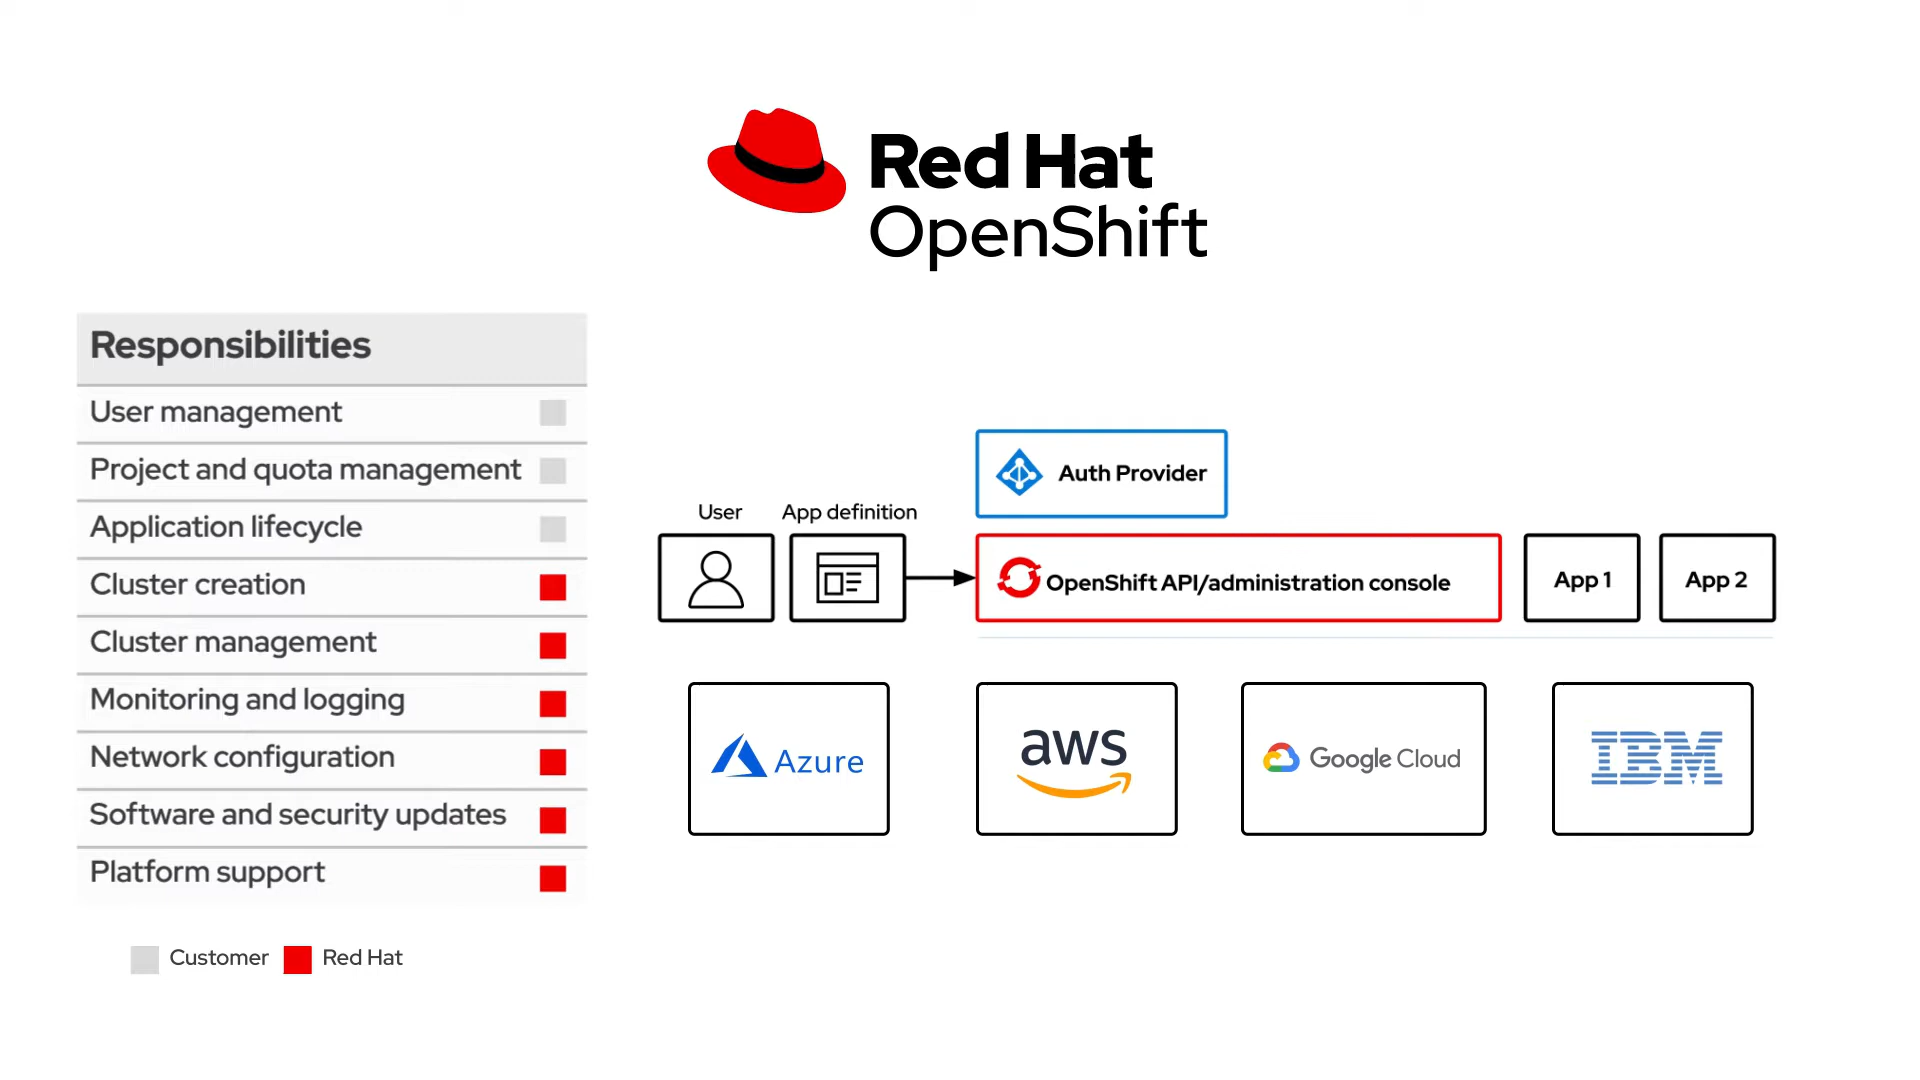 Red Hat
OpenShift
Responsibilities
User management
Project and quota management
Application lifecycle
Cluster creation
Cluster management
Monitoring and logging
Network configuration
Software and security updates
Platform support
Customer
Red Hat
Auth Provider
User
App definition
OpenShift API/administration console
App 1
App 2
Azure
aws
Google Cloud
IBM